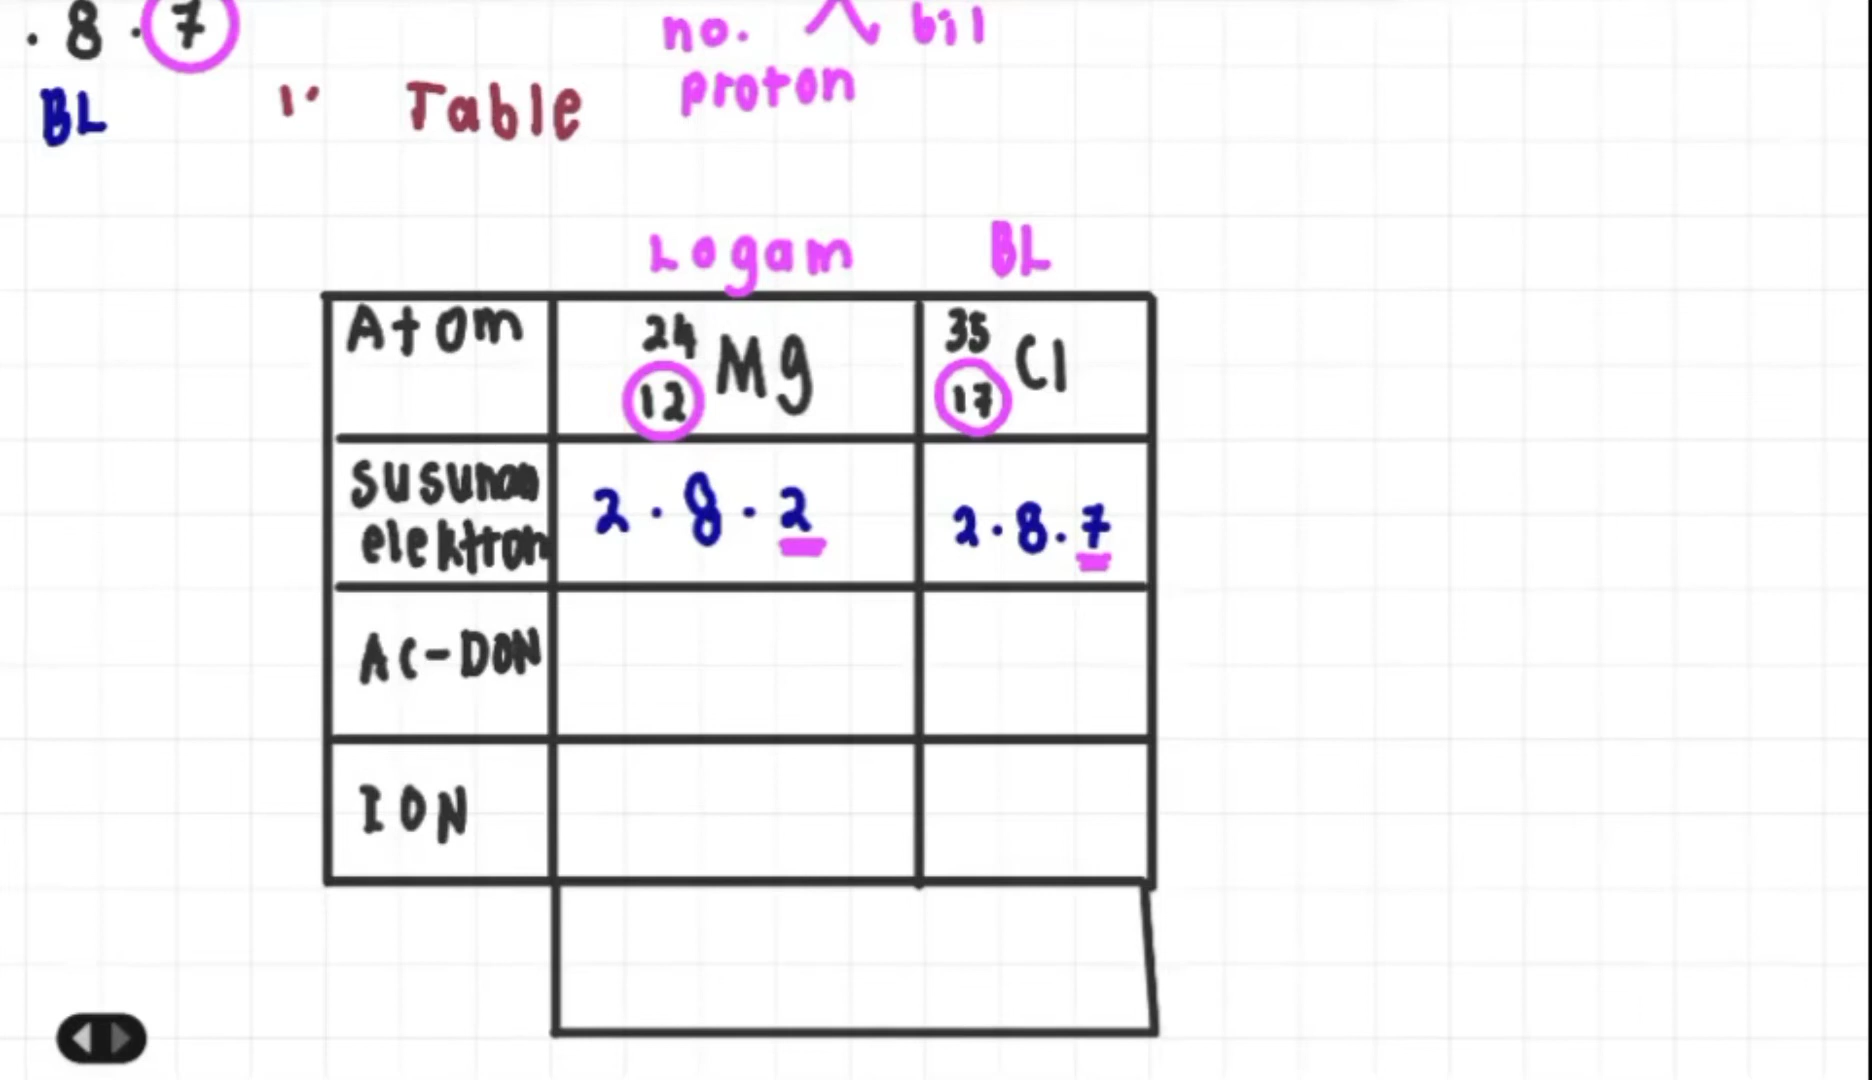 . 8 . 7
no. bil
proton
BL 1. Table
Logam BL
Atom 24 12 Mg 35 17 Cl
susunan 2 . 8 . 2 2 . 8 . 7
elektron
AC-DON
ION